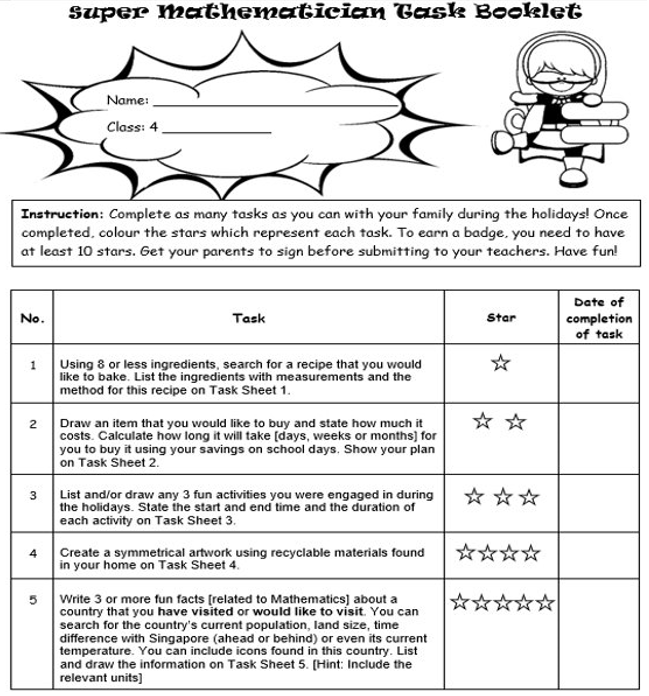 Super Mathematician Task Booklet
Name: ____________________
Class: 4 ____________
Instruction: Complete as many tasks as you can with your family during the holidays! Once
completed, colour the stars which represent each task. To earn a badge, you need to have
at least 10 stars. Get your parents to sign before submitting to your teachers. Have fun!
No. Task Star Date of
completion
of task
1 Using 8 or less ingredients, search for a recipe that you would
like to bake. List the ingredients with measurements and the
method for this recipe on Task Sheet 1.
2 Draw an item that you would like to buy and state how much it
costs. Calculate how long it will take [days, weeks or months] for
you to buy it using your savings on school days. Show your plan
on Task Sheet 2.
3 List and/or draw any 3 fun activities you were engaged in during
the holidays. State the start and end time and the duration of
each activity on Task Sheet 3.
4 Create a symmetrical artwork using recyclable materials found
in your home on Task Sheet 4.
5 Write 3 or more fun facts [related to Mathematics] about a
country that you have visited or would like to visit. You can
search for the country's current population, land size, time
difference with Singapore (ahead or behind) or even its current
temperature. You can include icons found in this country. List
and draw the information on Task Sheet 5. [Hint: Include the
relevant units]